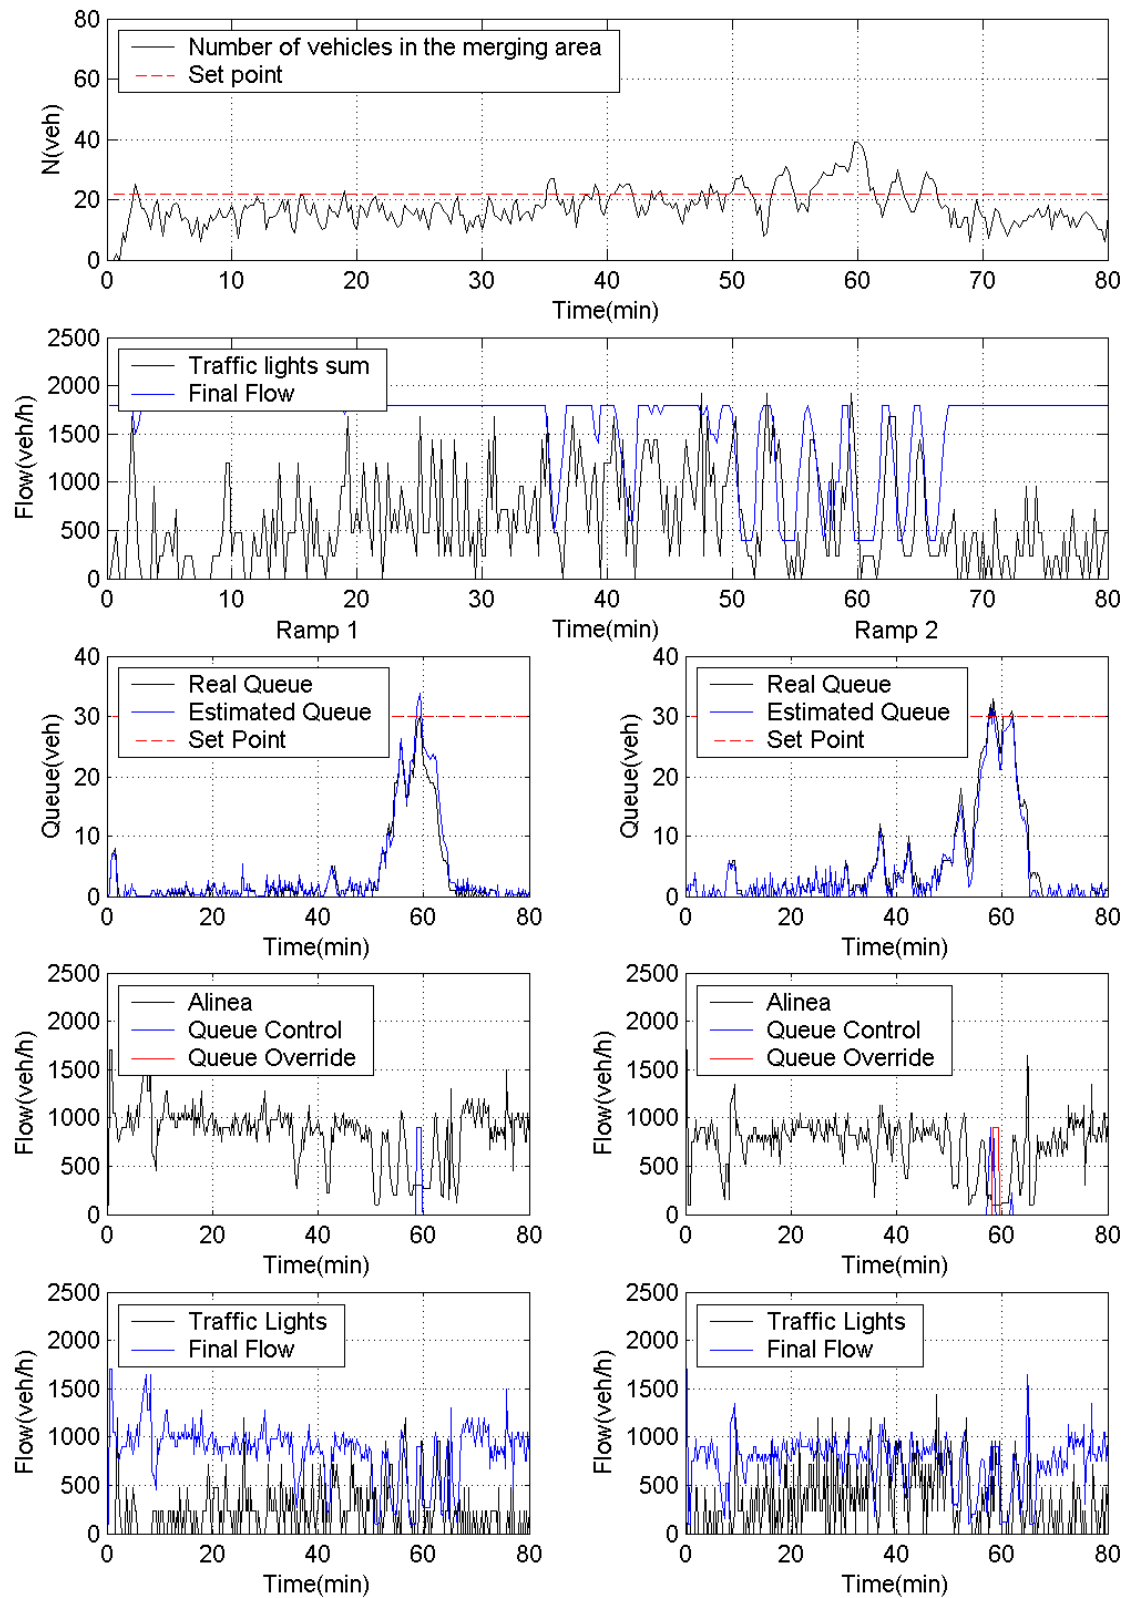 80
60
40
20
0
N(veh)
Number of vehicles in the merging area
Set point
0 10 20 30 40 50 60 70 80
Time(min)
2500
2000
1500
1000
500
0
Flow(veh/h)
Traffic lights sum
Final Flow
0 10 20 30 40 50 60 70 80
Ramp 1 Time(min) Ramp 2
40
30
20
10
0
Queue(veh)
Real Queue
Estimated Queue
Set Point
0 20 40 60 80
Time(min)
40
30
20
10
0
Queue(veh)
Real Queue
Estimated Queue
Set Point
0 20 40 60 80
Time(min)
2500
2000
1500
1000
500
0
Flow(veh/h)
Alinea
Queue Control
Queue Override
0 20 40 60 80
Time(min)
2500
2000
1500
1000
500
0
Flow(veh/h)
Alinea
Queue Control
Queue Override
0 20 40 60 80
Time(min)
2500
2000
1500
1000
500
0
Flow(veh/h)
Traffic Lights
Final Flow
0 20 40 60 80
Time(min)
2500
2000
1500
1000
500
0
Flow(veh/h)
Traffic Lights
Final Flow
0 20 40 60 80
Time(min)